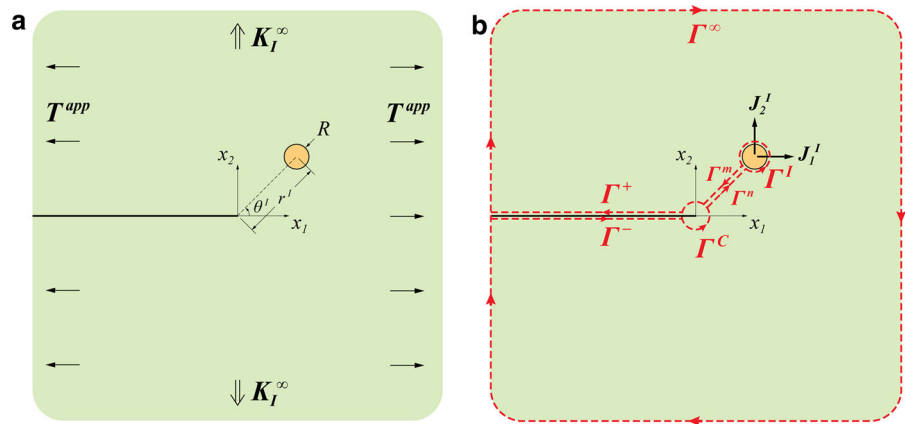 a
K_I^∞
T^app
T^app
R
x_2
θ^I
r^I
x_1
K_I^∞
b
Γ^∞
J_2^I
J_1^I
x_2
Γ^m
Γ^n
Γ^I
Γ^+
Γ^-
x_1
Γ^C